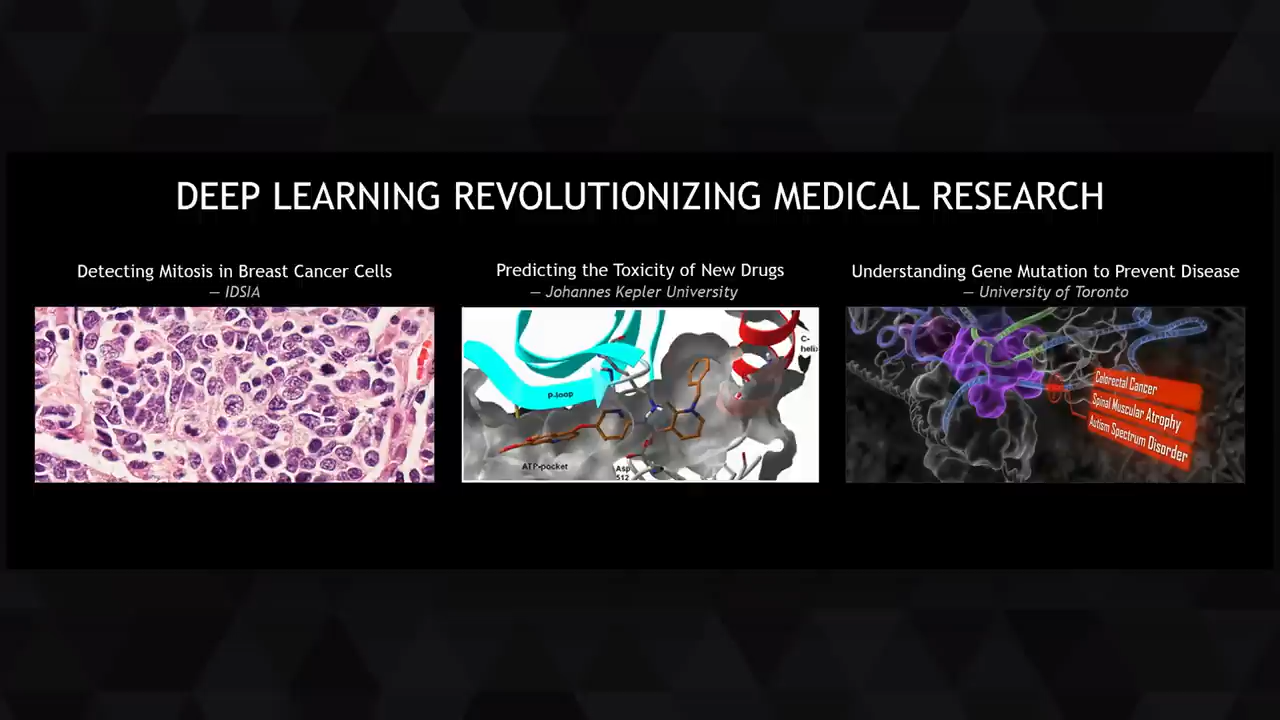 DEEP LEARNING REVOLUTIONIZING MEDICAL RESEARCH
Detecting Mitosis in Breast Cancer Cells
— IDSIA
Predicting the Toxicity of New Drugs
— Johannes Kepler University
Understanding Gene Mutation to Prevent Disease
— University of Toronto
P-loop
ATP-pocket
Asp
512
C-
helix
Colorectal Cancer
Spinal Muscular Atrophy
Autism Spectrum Disorder